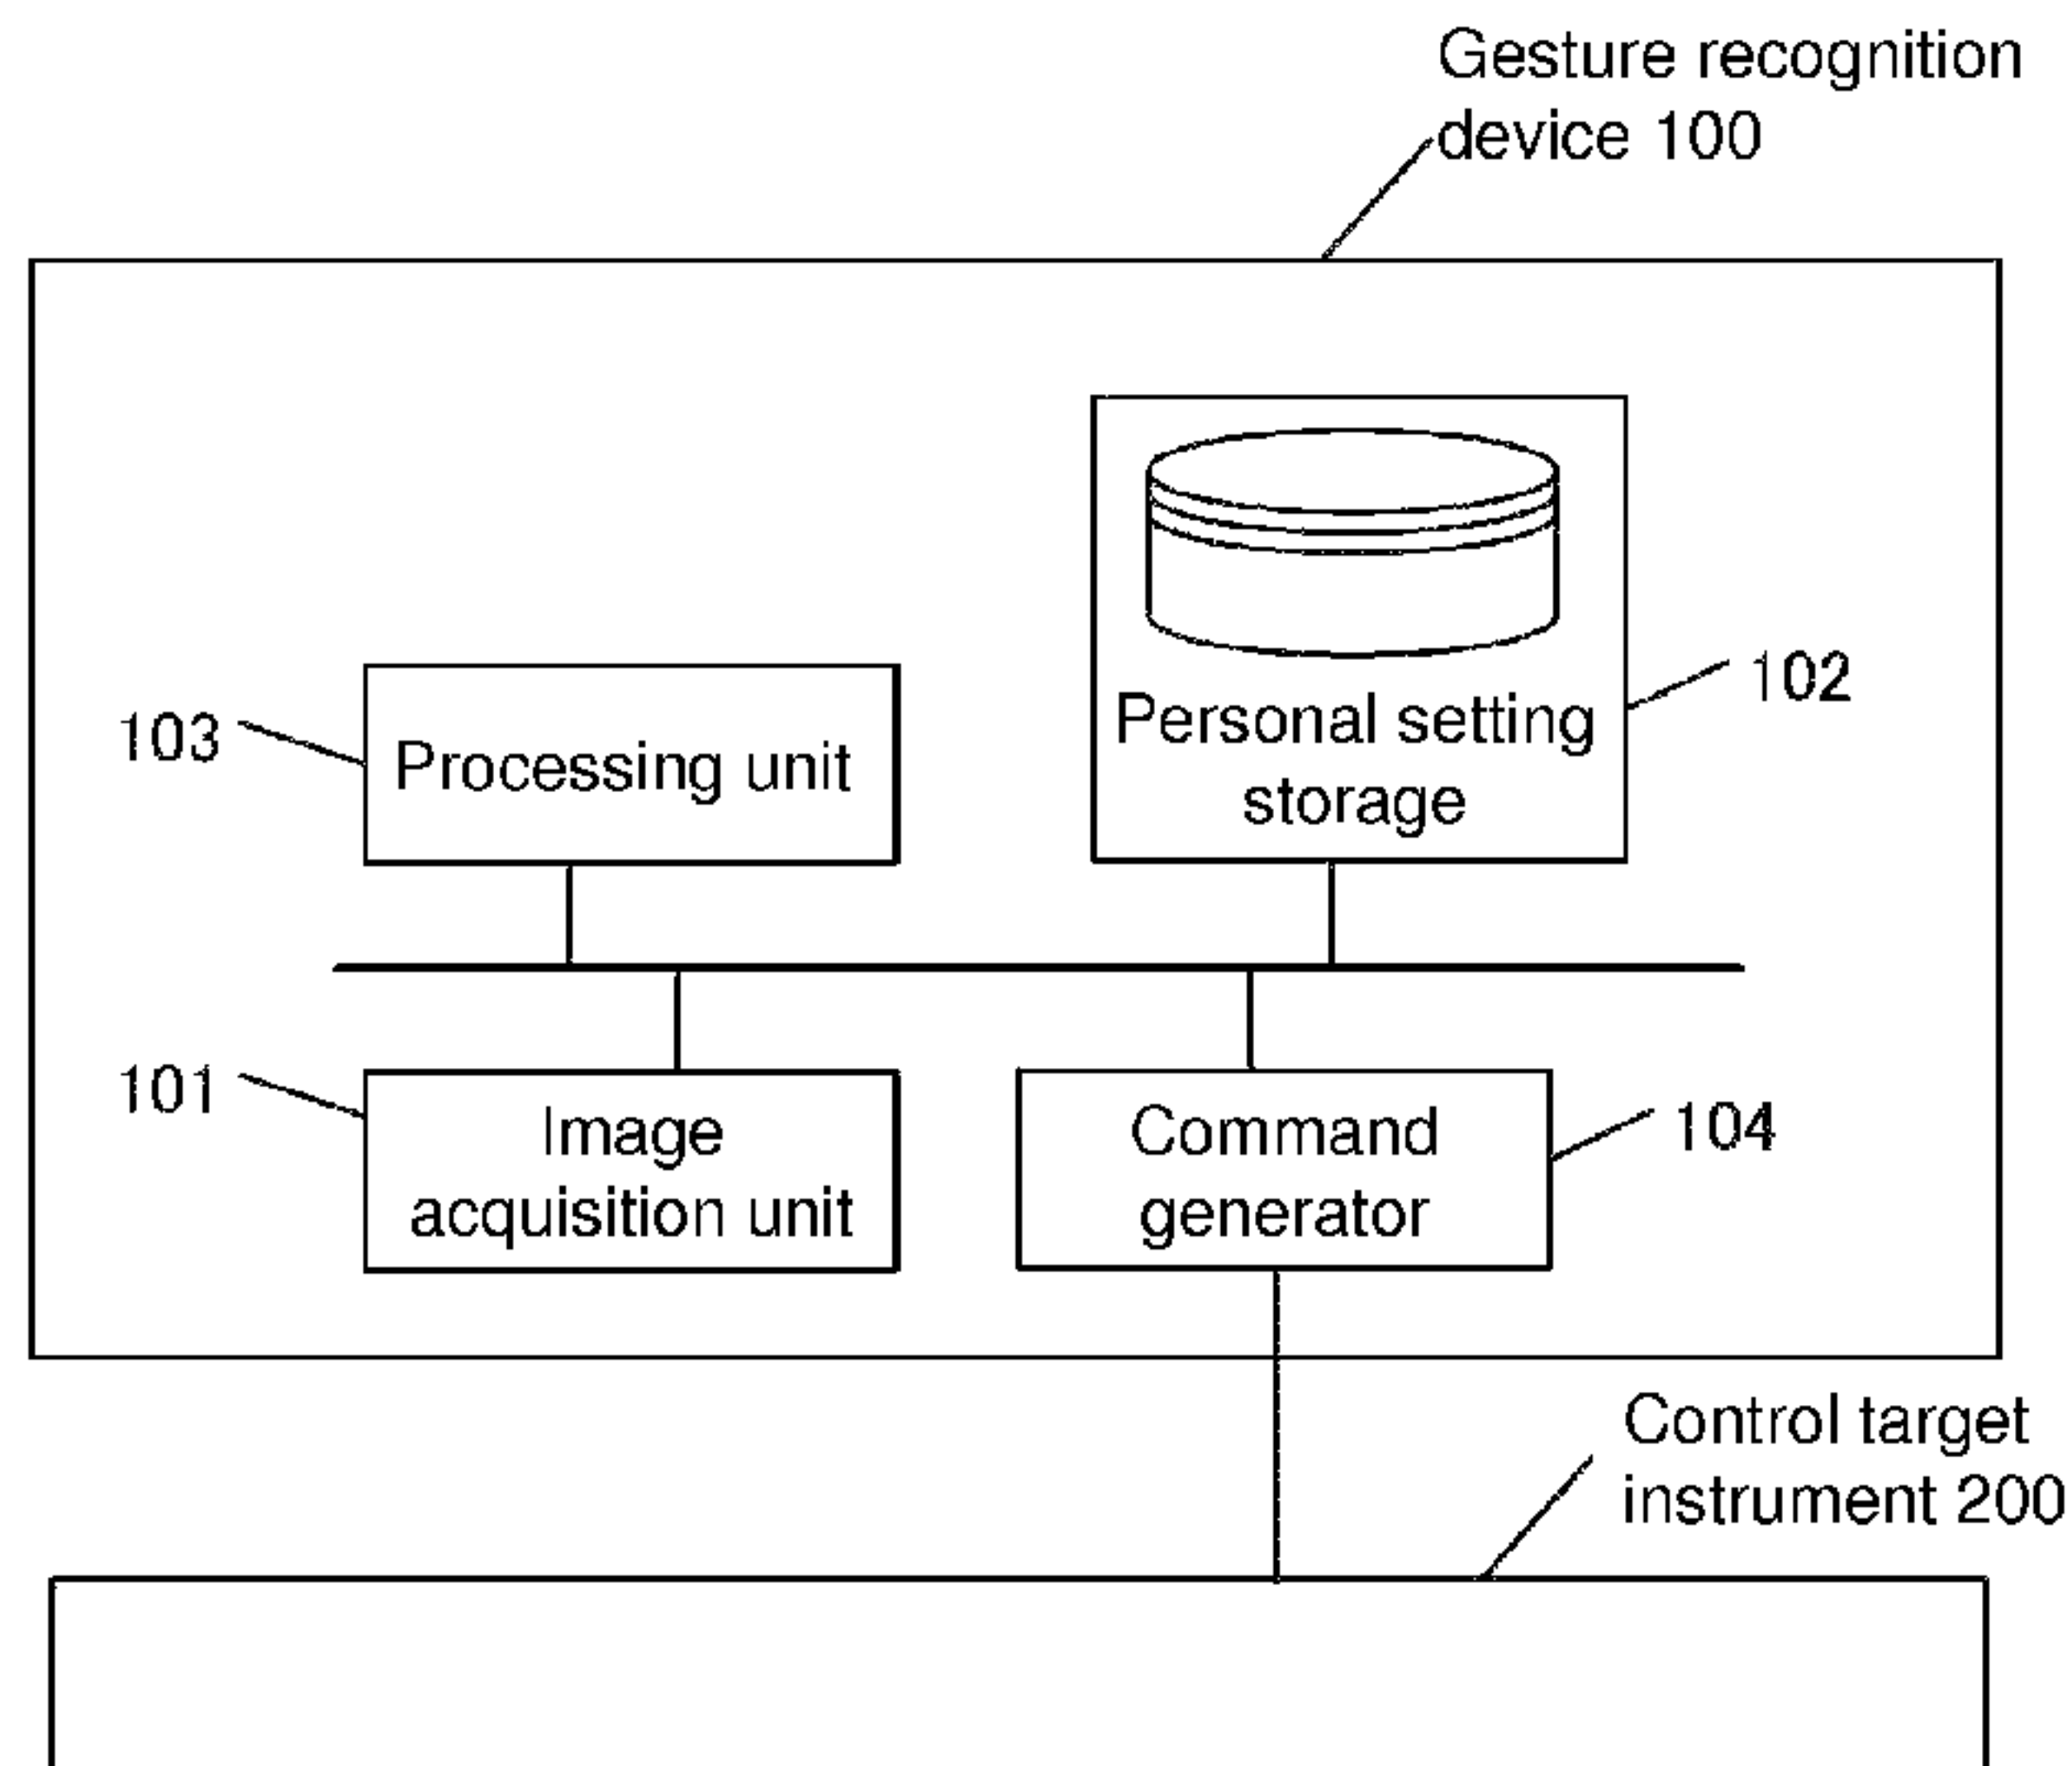 Gesture recognition
device 100
102
103
Personal setting
storage
Processing unit
101
Image
acquisition unit
Command
generator
104
Control target
instrument 200